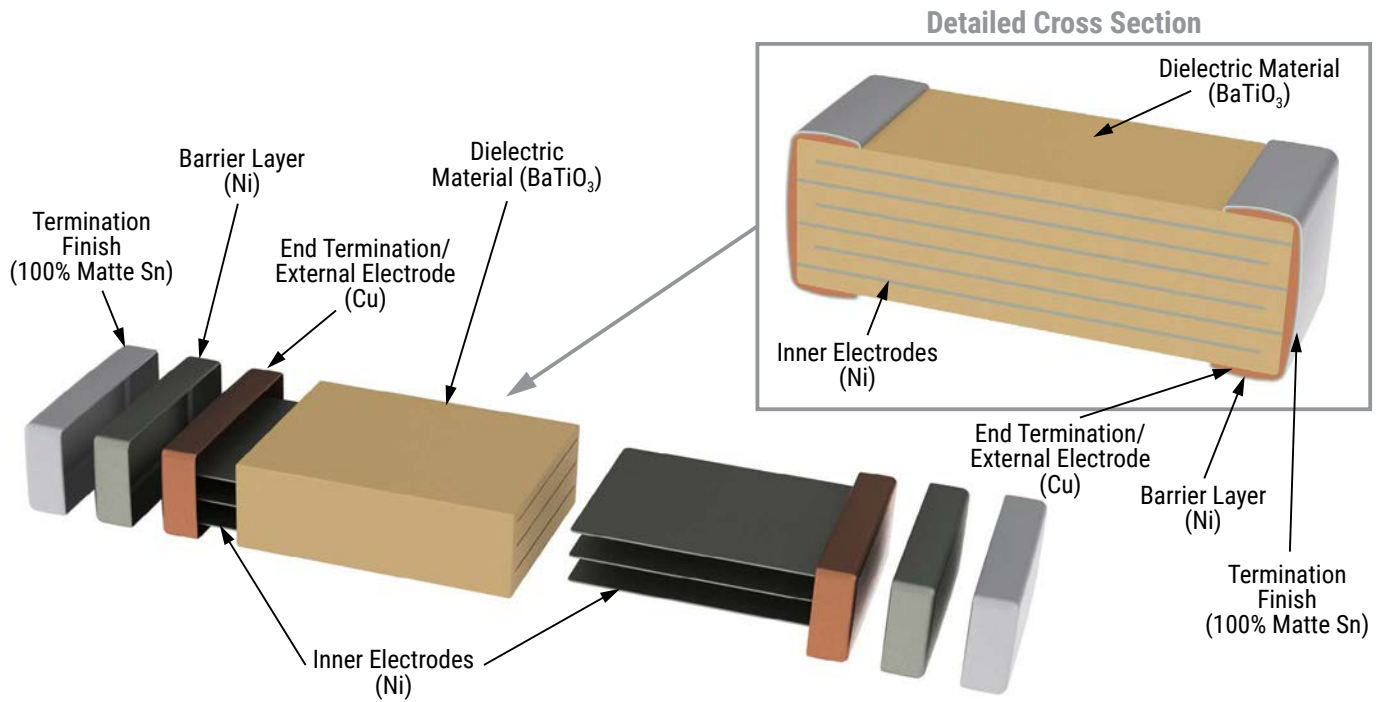 Detailed Cross Section
Dielectric Material
(BaTiO₃)
Inner Electrodes
(Ni)
End Termination/
External Electrode
(Cu)
Barrier Layer
(Ni)
Termination
Finish
(100% Matte Sn)
Termination
Finish
(100% Matte Sn)
Barrier Layer
(Ni)
End Termination/
External Electrode
(Cu)
Dielectric
Material (BaTiO₃)
Inner Electrodes
(Ni)